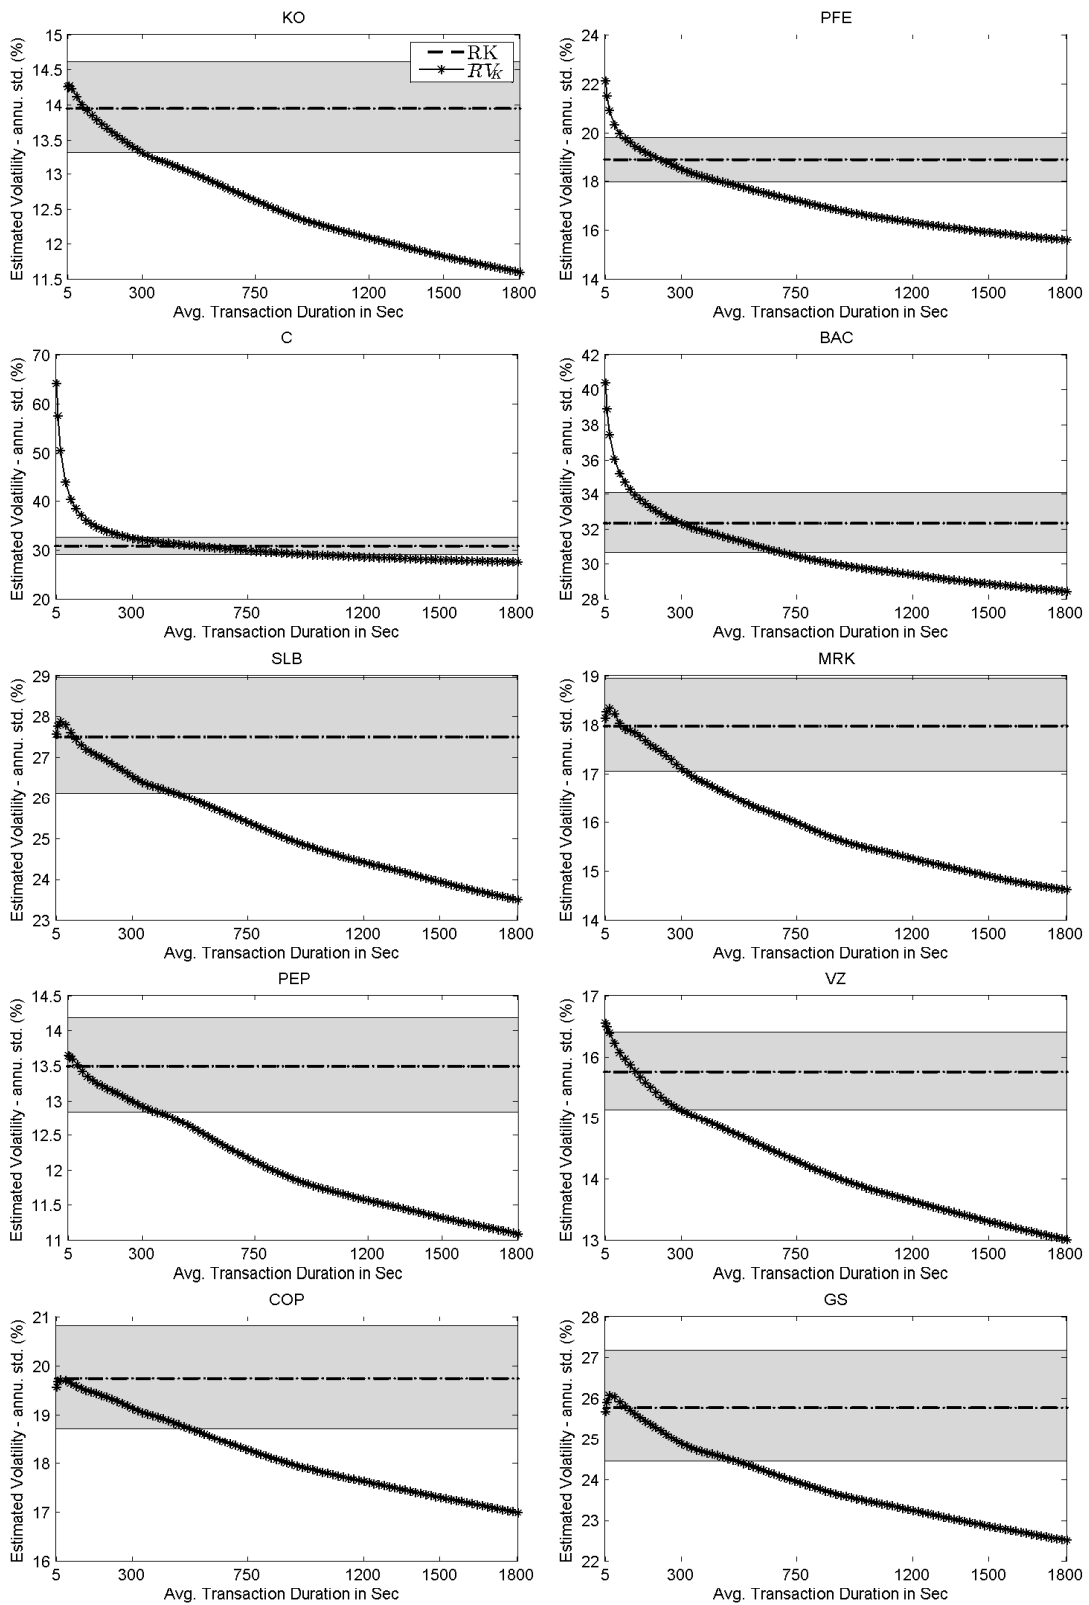 KO
Estimated Volatility - annu. std. (%)
15
14.5
14
13.5
13
12.5
12
11.5
RK
RV_K
5 300 750 1200 1500 1800
Avg. Transaction Duration in Sec
PFE
Estimated Volatility - annu. std. (%)
24
22
20
18
16
14
5 300 750 1200 1500 1800
Avg. Transaction Duration in Sec
C
Estimated Volatility - annu. std. (%)
70
60
50
40
30
20
5 300 750 1200 1500 1800
Avg. Transaction Duration in Sec
BAC
Estimated Volatility - annu. std. (%)
42
40
38
36
34
32
30
28
5 300 750 1200 1500 1800
Avg. Transaction Duration in Sec
SLB
Estimated Volatility - annu. std. (%)
29
28
27
26
25
24
23
5 300 750 1200 1500 1800
Avg. Transaction Duration in Sec
MRK
Estimated Volatility - annu. std. (%)
19
18
17
16
15
14
5 300 750 1200 1500 1800
Avg. Transaction Duration in Sec
PEP
Estimated Volatility - annu. std. (%)
14.5
14
13.5
13
12.5
12
11.5
11
5 300 750 1200 1500 1800
Avg. Transaction Duration in Sec
VZ
Estimated Volatility - annu. std. (%)
17
16
15
14
13
5 300 750 1200 1500 1800
Avg. Transaction Duration in Sec
COP
Estimated Volatility - annu. std. (%)
21
20
19
18
17
16
5 300 750 1200 1500 1800
Avg. Transaction Duration in Sec
GS
Estimated Volatility - annu. std. (%)
28
27
26
25
24
23
22
5 300 750 1200 1500 1800
Avg. Transaction Duration in Sec